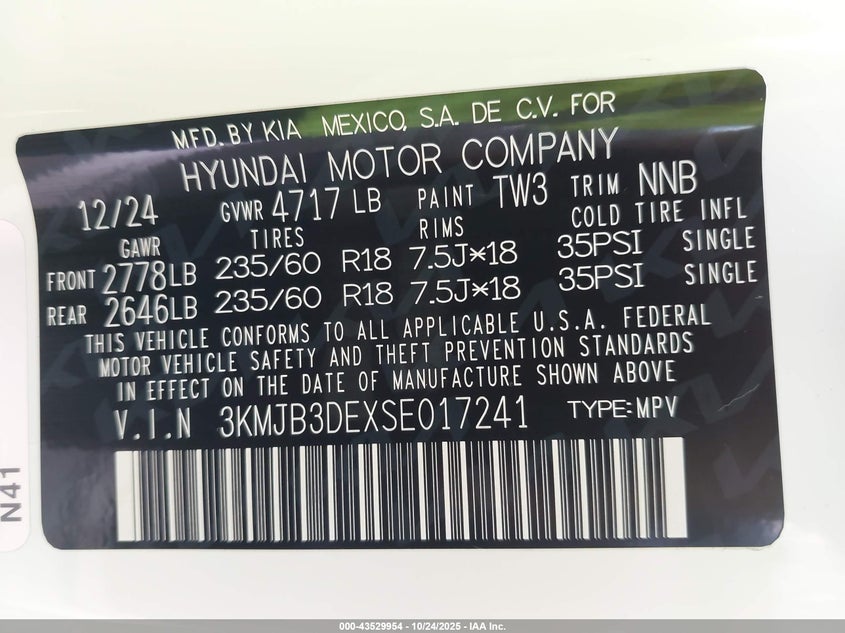 MFD. BY KIA MEXICO, S.A. DE C.V. FOR
HYUNDAI MOTOR COMPANY
12/24 GVWR 4717 LB PAINT TW3 TRIM NNB
GAWR TIRES RIMS COLD TIRE INFL
FRONT 2778LB 235/60 R18 7.5J×18 35PSI SINGLE
REAR 2646LB 235/60 R18 7.5J×18 35PSI SINGLE
THIS VEHICLE CONFORMS TO ALL APPLICABLE U.S.A. FEDERAL
MOTOR VEHICLE SAFETY AND THEFT PREVENTION STANDARDS
IN EFFECT ON THE DATE OF MANUFACTURE SHOWN ABOVE
V.I.N 3KMJB3DEXSE017241 TYPE:MPV
N41
000-43529954 - 10/24/2025 - IAA Inc.